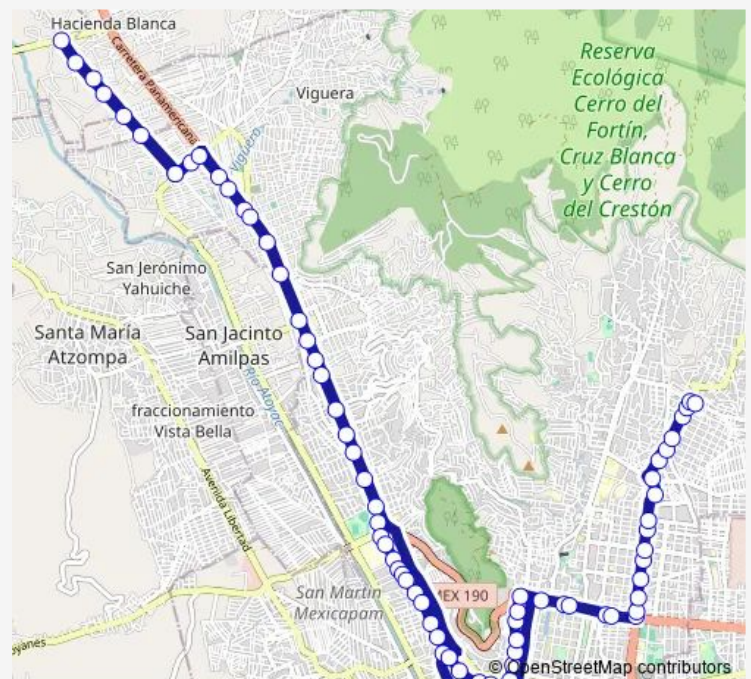 Hacienda Blanca
Carretera Panamericana
Viguera
Viguera
Reserva
Ecológica
Cerro del
Fortín,
Cruz Blanca
y Cerro
del Crestón
San Jerónimo
Yahuiche
Santa María
Atzompa
San Jacinto
Amilpas
Río Atoyac
fraccionamiento
Vista Bella
Avenida Libertad
San Martín
Mexicapam
MEX 190
oyanes
© OpenStreetMap contributors